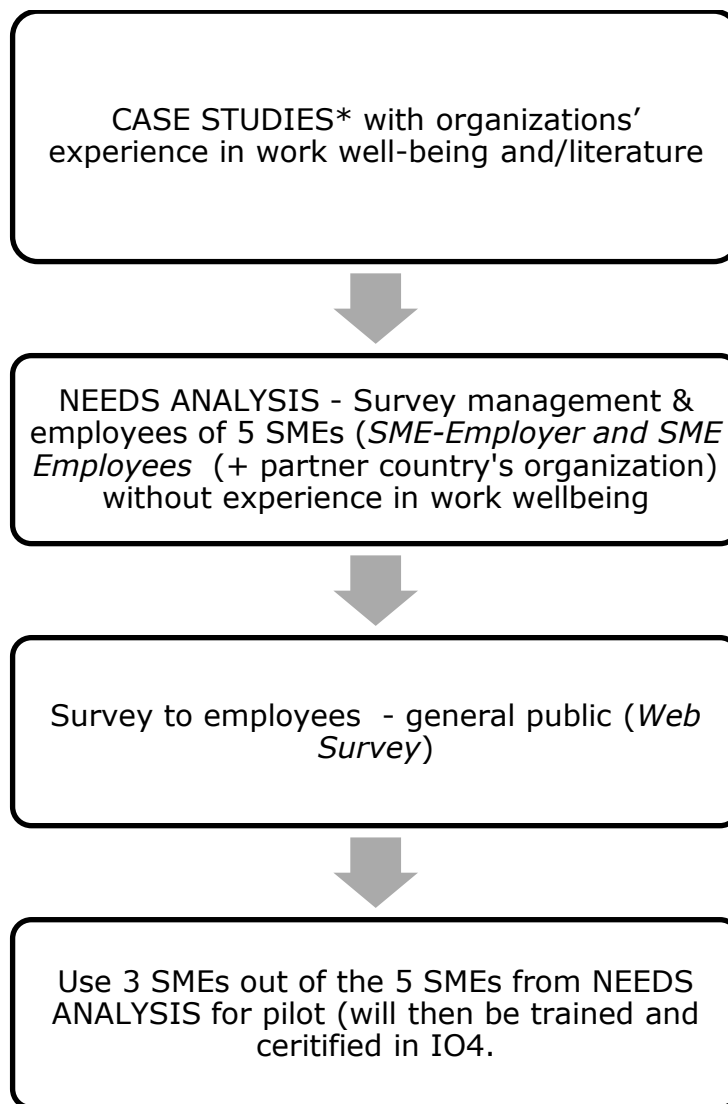 CASE STUDIES* with organizations’
experience in work well-being and/literature
NEEDS ANALYSIS - Survey management &
employees of 5 SMEs (SME-Employer and SME
Employees (+ partner country's organization)
without experience in work wellbeing
Survey to employees - general public (Web
Survey)
Use 3 SMEs out of the 5 SMEs from NEEDS
ANALYSIS for pilot (will then be trained and
ceritified in IO4.